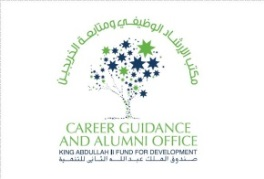 مكتب الإرشاد الوظيفي ومتابعة الخريجين
CAREER GUIDANCE
AND ALUMNI OFFICE
KING ABDULLAH II FUND FOR DEVELOPMENT
صندوق الملك عبدالله الثاني للتنمية